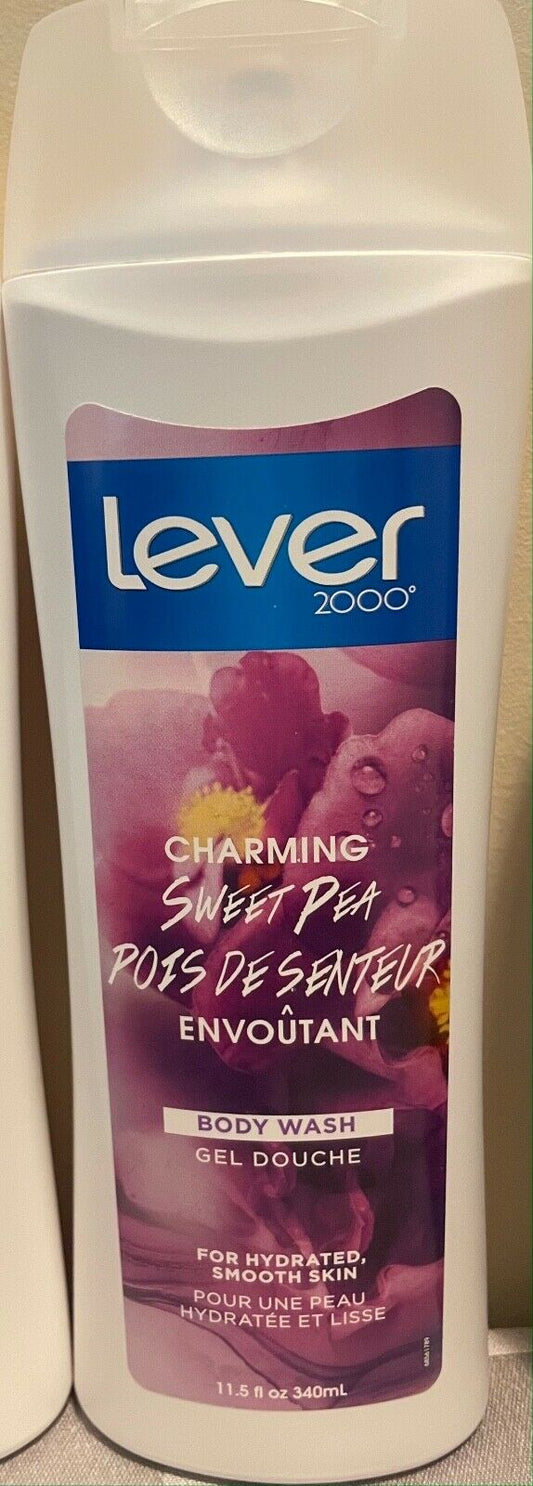 Lever
2000°
CHARMING
SWEET PEA
POIS DE SENTEUR
ENVOÛTANT
BODY WASH
GEL DOUCHE
FOR HYDRATED,
SMOOTH SKIN
POUR UNE PEAU
HYDRATÉE ET LISSE
11.5 fl oz 340mL